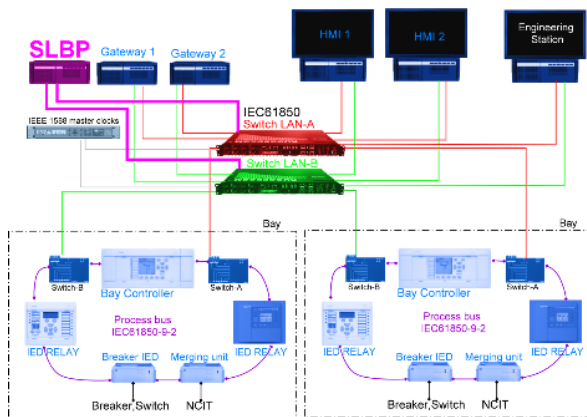 SLBP
Gateway 1
Gateway 2
HMI 1
HMI 2
Engineering
Station
IEC61850
Switch LAN-A
IEEE 1588 master clocks
Switch LAN-B
Bay
Switch-B
Bay Controller
Switch-A
Process bus
IEC61850-9-2
IED RELAY
IED RELAY
Breaker IED
Merging unit
Breaker,Switch
NCIT
Bay
Switch-B
Bay Controller
Switch-A
Process bus
IEC61850-9-2
IED RELAY
IED RELAY
Breaker IED
Merging unit
Breaker,Switch
NCIT